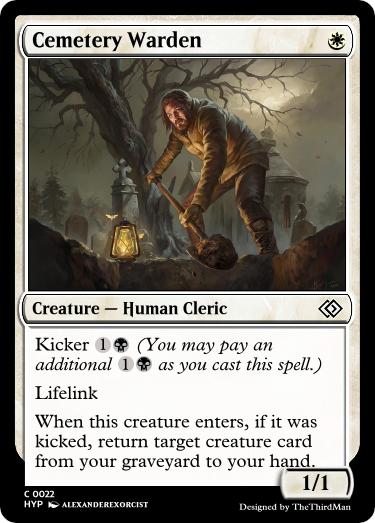 Cemetery Warden
Creature — Human Cleric
Kicker 1 (You may pay an
additional 1 as you cast this spell.)
Lifelink
When this creature enters, if it was
kicked, return target creature card
from your graveyard to your hand.
1/1
C 0022
HYP ALEXANDEREXORCIST
Designed by TheThirdMan